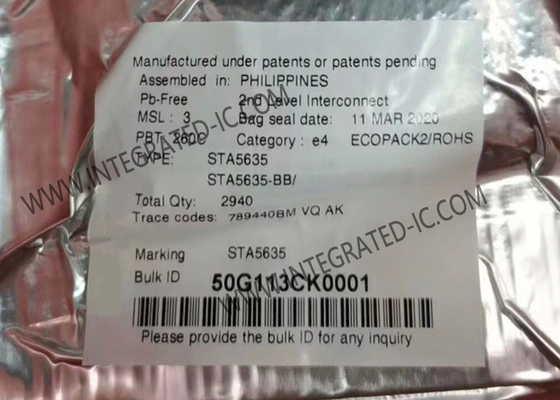 Manufactured under patents or patents pending
Assembled in: PHILIPPINES
Pb-Free 2nd Level Interconnect
MSL : 3 Bag seal date: 11 MAR 2020
PBT: 260C Category : e4 ECOPACK2/ROHS
TYPE: STA5635
STA5635-BB/
Total Qty: 2940
Trace codes: 789440BM VQ AK
Marking STA5635
Bulk ID 50G113CK0001
Please provide the bulk ID for any inquiry
WWW.INTEGRATED-IC.COM
WWW.INTEGRATED-IC.COM